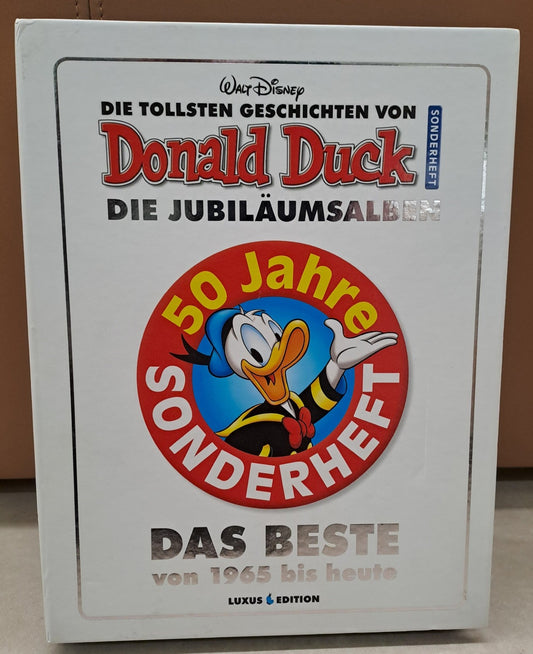 WALT DISNEY
DIE TOLLSTEN GESCHICHTEN VON
Donald Duck
SONDERHEFT
DIE JUBILÄUMSALBEN
50 Jahre
SONDERHEFT
DAS BESTE
von 1965 bis heute
LUXUS EDITION